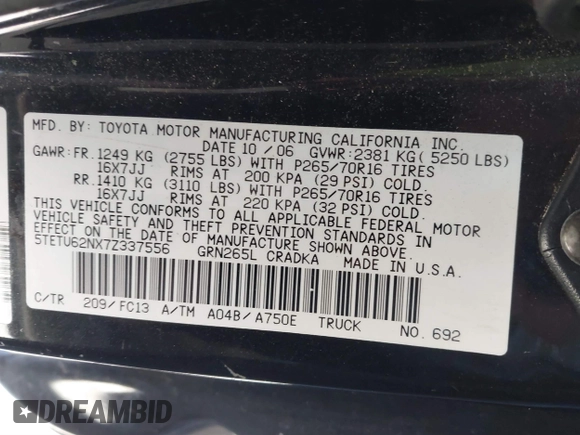 MFD. BY: TOYOTA MOTOR MANUFACTURING CALIFORNIA INC.
DATE 10 / 06 GVWR: 2381 KG ( 5250 LBS)
GAWR: FR. 1249 KG (2755 LBS) WITH P265/70R16 TIRES
16X7JJ RIMS AT 200 KPA (29 PSI) COLD.
RR. 1410 KG (3110 LBS) WITH P265/70R16 TIRES
16X7JJ RIMS AT 220 KPA (32 PSI) COLD.
THIS VEHICLE CONFORMS TO ALL APPLICABLE FEDERAL MOTOR
VEHICLE SAFETY AND THEFT PREVENTION STANDARDS IN
EFFECT ON THE DATE OF MANUFACTURE SHOWN ABOVE.
5TETU62NX7Z337556 GRN265L CRADKA MADE IN U.S.A.
C/TR 209/FC13 A/TM A04B/A750E TRUCK NO. 692
DREAMBID